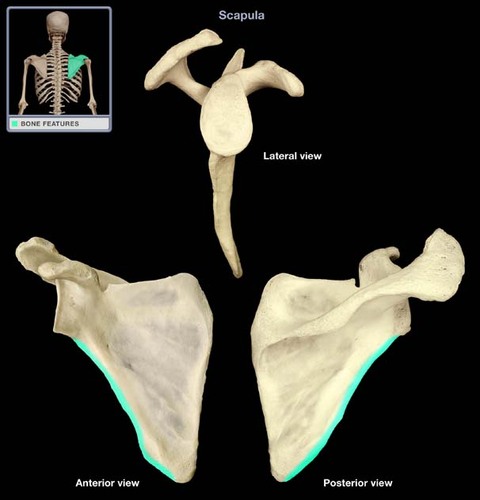 Scapula
BONE FEATURES
Lateral view
Anterior view
Posterior view